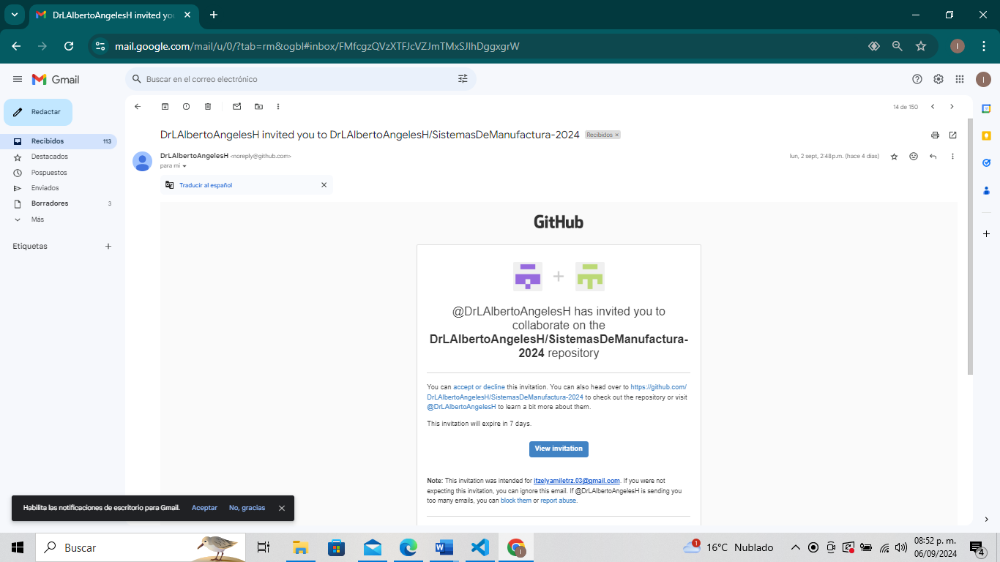 DrLAlbertoAngelesH invited you
mail.google.com/mail/u/0/?tab=rm&ogbl#inbox/FMfcgzQVzXTFJcVZJmTMxSJlhDggxgrW
I
Gmail
Buscar en el correo electrónico
I
Redactar
14 de 150
Recibidos 113
Destacados
Pospuestos
Enviados
Borradores 3
Más
Etiquetas
DrLAlbertoAngelesH invited you to DrLAlbertoAngelesH/SistemasDeManufactura-2024 Recibidos ×
DrLAlbertoAngelesH <noreply@github.com>
lun, 2 sept, 2:48 p.m. (hace 4 días)
para mí
Traducir al español
GitHub
@DrLAlbertoAngelesH has invited you to
collaborate on the
DrLAlbertoAngelesH/SistemasDeManufactura-
2024 repository
You can accept or decline this invitation. You can also head over to https://github.com/
DrLAlbertoAngelesH/SistemasDeManufactura-2024 to check out the repository or visit
@DrLAlbertoAngelesH to learn a bit more about them.
This invitation will expire in 7 days.
View invitation
Note: This invitation was intended for itzelyamiletrz.03@gmail.com. If you were not
expecting this invitation, you can ignore this email. If @DrLAlbertoAngelesH is sending you
too many emails, you can block them or report abuse.
Habilita las notificaciones de escritorio para Gmail. Aceptar No, gracias
Buscar
1
16°C Nublado
08:52 p. m.
06/09/2024
4